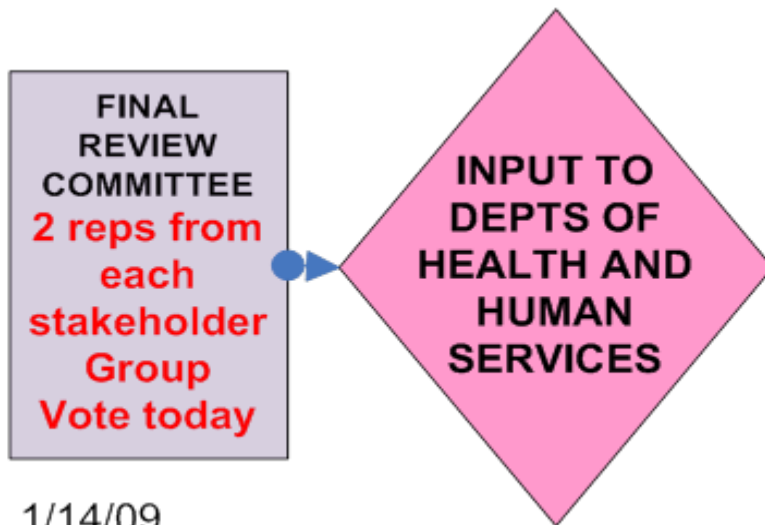 FINAL
REVIEW
COMMITTEE
2 reps from
each
stakeholder
Group
Vote today
INPUT TO
DEPTS OF
HEALTH AND
HUMAN
SERVICES
1/14/09